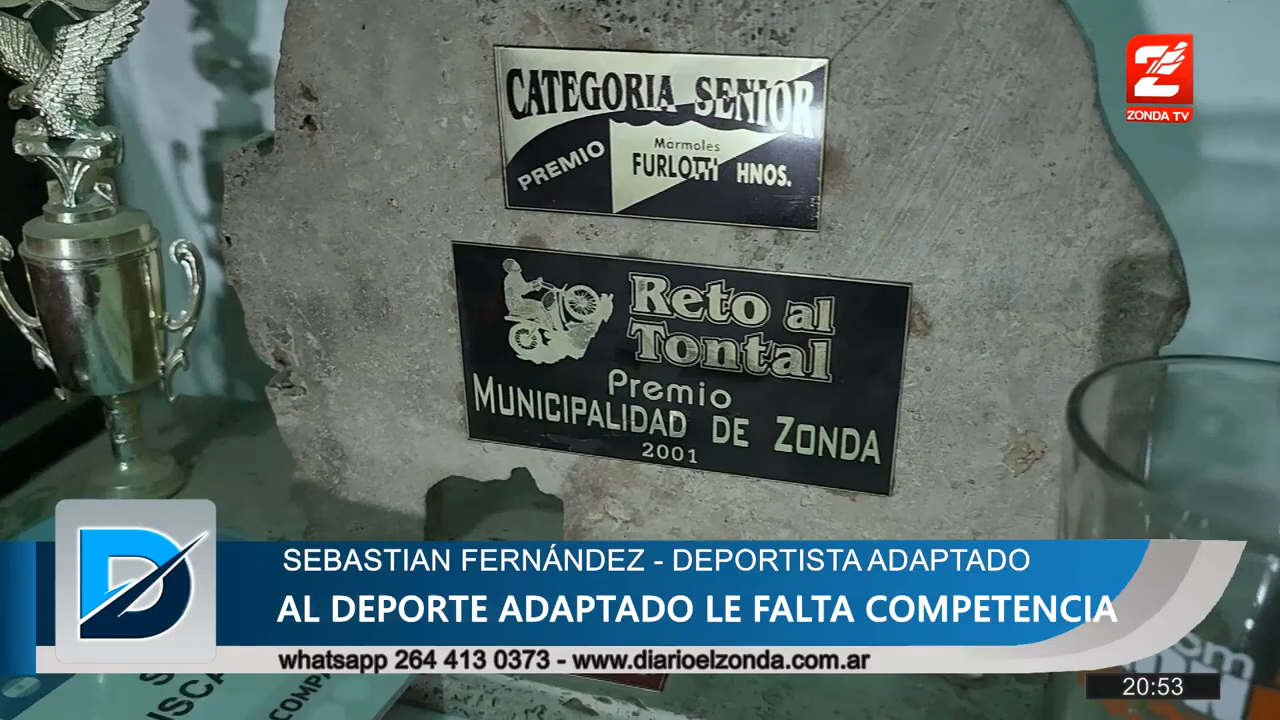 CATEGORIA SENIOR
PREMIO
Mármoles
FURLOTTI HNOS.
ZONDA TV
Reto al
Tontal
Premio
MUNICIPALIDAD DE ZONDA
2001
SEBASTIAN FERNÁNDEZ - DEPORTISTA ADAPTADO
AL DEPORTE ADAPTADO LE FALTA COMPETENCIA
whatsapp 264 413 0373 - www.diarioelzonda.com.ar
20:53